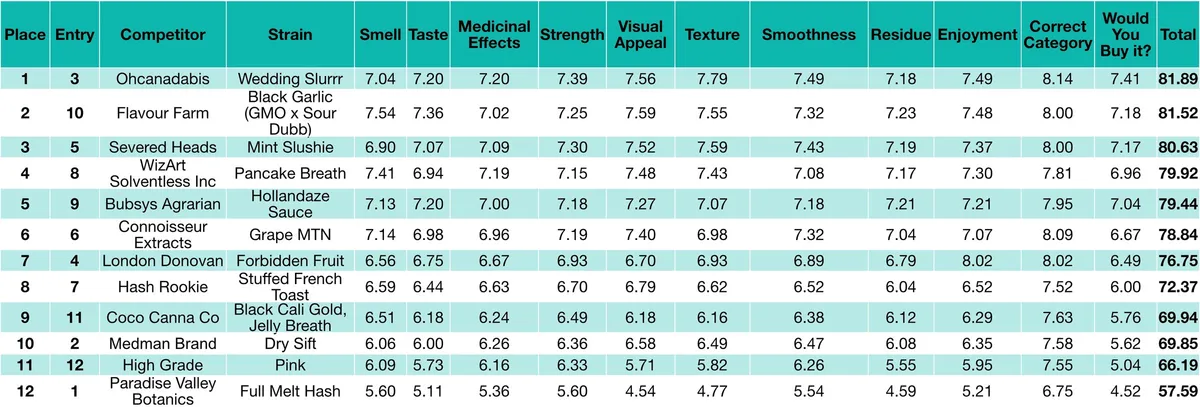 Place Entry Competitor Strain Smell Taste Medicinal Effects Strength Visual Appeal Texture Smoothness Residue Enjoyment Correct Category Would You Buy it? Total
1 3 Ohcanadabis Wedding Slurrr 7.04 7.20 7.20 7.39 7.56 7.79 7.49 7.18 7.49 8.14 7.41 81.89
2 10 Flavour Farm Black Garlic (GMO x Sour Dubb) 7.54 7.36 7.02 7.25 7.59 7.55 7.32 7.23 7.48 8.00 7.18 81.52
3 5 Severed Heads Mint Slushie 6.90 7.07 7.09 7.30 7.52 7.59 7.43 7.19 7.37 8.00 7.17 80.63
4 8 WizArt Solventless Inc Pancake Breath 7.41 6.94 7.19 7.15 7.48 7.43 7.08 7.17 7.30 7.81 6.96 79.92
5 9 Bubsys Agrarian Hollandaze Sauce 7.13 7.20 7.00 7.18 7.27 7.07 7.18 7.21 7.21 7.95 7.04 79.44
6 6 Connoisseur Extracts Grape MTN 7.14 6.98 6.96 7.19 7.40 6.98 7.32 7.04 7.07 8.09 6.67 78.84
7 4 London Donovan Forbidden Fruit 6.56 6.75 6.67 6.93 6.70 6.93 6.89 6.79 8.02 8.02 6.49 76.75
8 7 Hash Rookie Stuffed French Toast 6.59 6.44 6.63 6.70 6.79 6.62 6.52 6.04 6.52 7.52 6.00 72.37
9 11 Coco Canna Co Black Cali Gold, Jelly Breath 6.51 6.18 6.24 6.49 6.18 6.16 6.38 6.12 6.29 7.63 5.76 69.94
10 2 Medman Brand Dry Sift 6.06 6.00 6.26 6.36 6.58 6.49 6.47 6.08 6.35 7.58 5.62 69.85
11 12 High Grade Pink 6.09 5.73 6.16 6.33 5.71 5.82 6.26 5.55 5.95 7.55 5.04 66.19
12 1 Paradise Valley Botanics Full Melt Hash 5.60 5.11 5.36 5.60 4.54 4.77 5.54 4.59 5.21 6.75 4.52 57.59